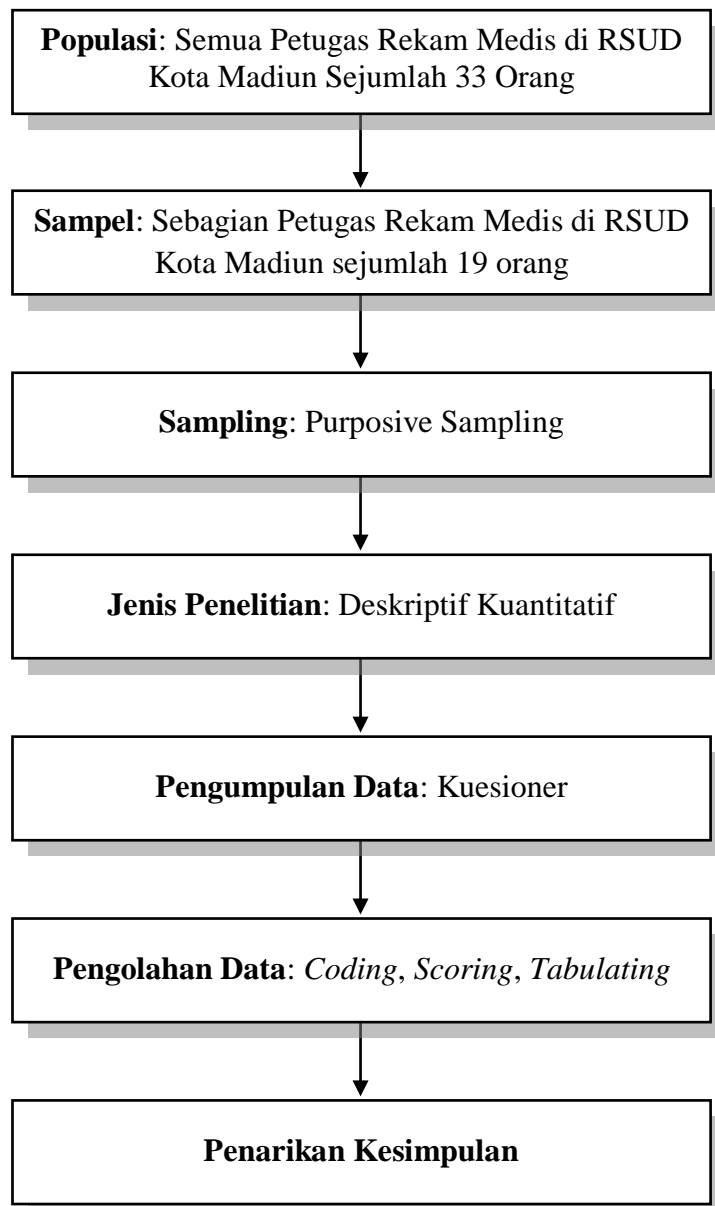 Populasi: Semua Petugas Rekam Medis di RSUD
Kota Madiun Sejumlah 33 Orang
Sampel: Sebagian Petugas Rekam Medis di RSUD
Kota Madiun sejumlah 19 orang
Sampling: Purposive Sampling
Jenis Penelitian: Deskriptif Kuantitatif
Pengumpulan Data: Kuesioner
Pengolahan Data: Coding, Scoring, Tabulating
Penarikan Kesimpulan